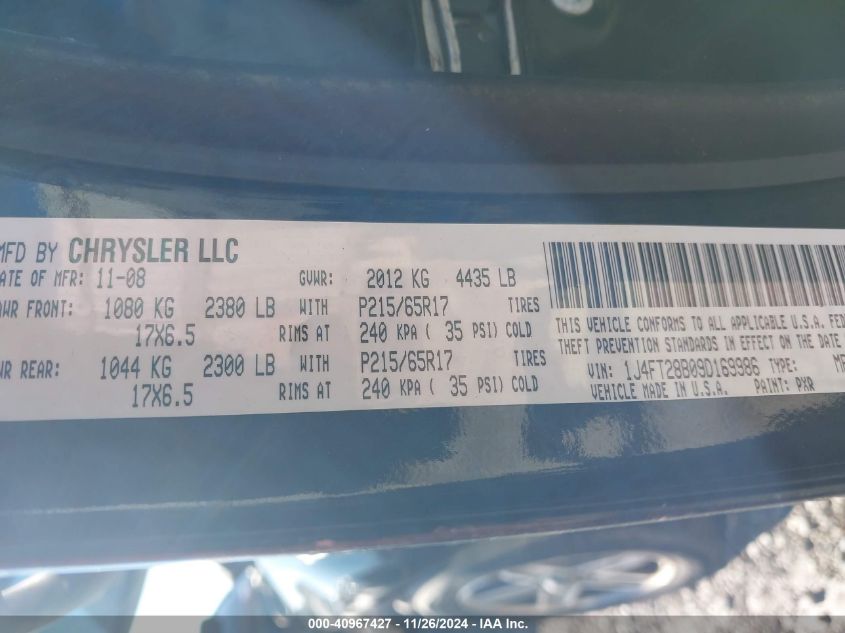 MFD BY CHRYSLER LLC
DATE OF MFR: 11-08 GVWR: 2012 KG 4435 LB
AWR FRONT: 1080 KG 2380 LB WITH P215/65R17 TIRES
17X6.5 RIMS AT 240 KPA ( 35 PSI) COLD
WR REAR: 1044 KG 2300 LB WITH P215/65R17 TIRES
17X6.5 RIMS AT 240 KPA ( 35 PSI) COLD
THIS VEHICLE CONFORMS TO ALL APPLICABLE U.S.A. FED
THEFT PREVENTION STANDARDS IN EFFECT ON THE DATE
VIN: 1J4FT28B09D169986 TYPE: MP
VEHICLE MADE IN U.S.A. PAINT: PXR
000-40967427 - 11/26/2024 - IAAI Inc.